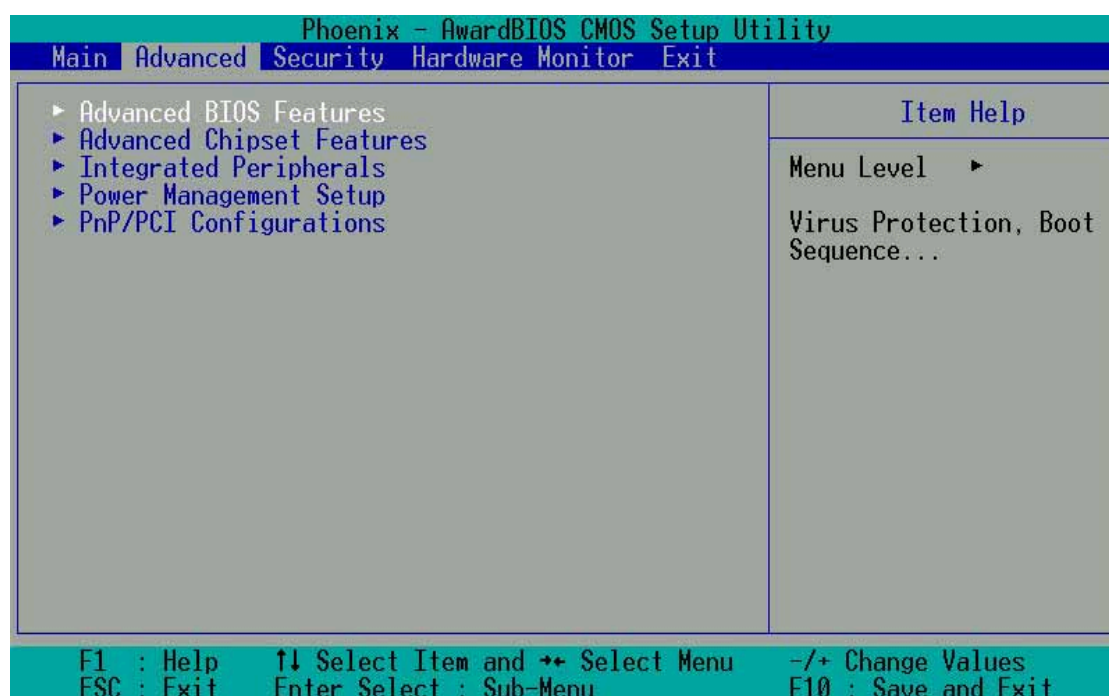 Phoenix - AwardBIOS CMOS Setup Utility
Main Advanced Security Hardware Monitor Exit
▶ Advanced BIOS Features
▶ Advanced Chipset Features
▶ Integrated Peripherals
▶ Power Management Setup
▶ PnP/PCI Configurations
Item Help
Menu Level ▶
Virus Protection, Boot
Sequence...
F1 : Help ↑↓ Select Item and →← Select Menu -/+ Change Values
ESC : Exit Enter Select : Sub-Menu F10 : Save and Exit